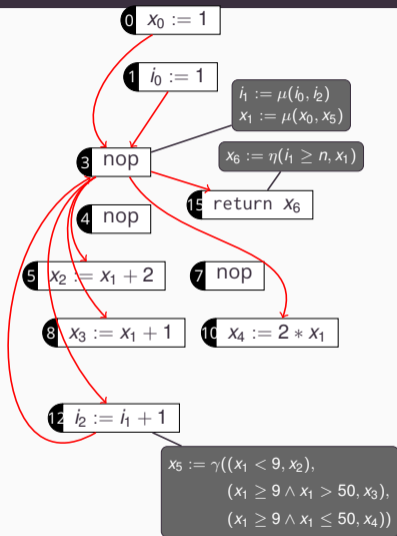 0 x₀ := 1
1 i₀ := 1
i₁ := μ(i₀, i₂)
x₁ := μ(x₀, x₅)
3 nop
x₆ := η(i₁ ≥ n, x₁)
15 return x₆
4 nop
5 x₂ := x₁ + 2
7 nop
8 x₃ := x₁ + 1
10 x₄ := 2 * x₁
12 i₂ := i₁ + 1
x₅ := γ((x₁ < 9, x₂),
(x₁ ≥ 9 ∧ x₁ > 50, x₃),
(x₁ ≥ 9 ∧ x₁ ≤ 50, x₄))